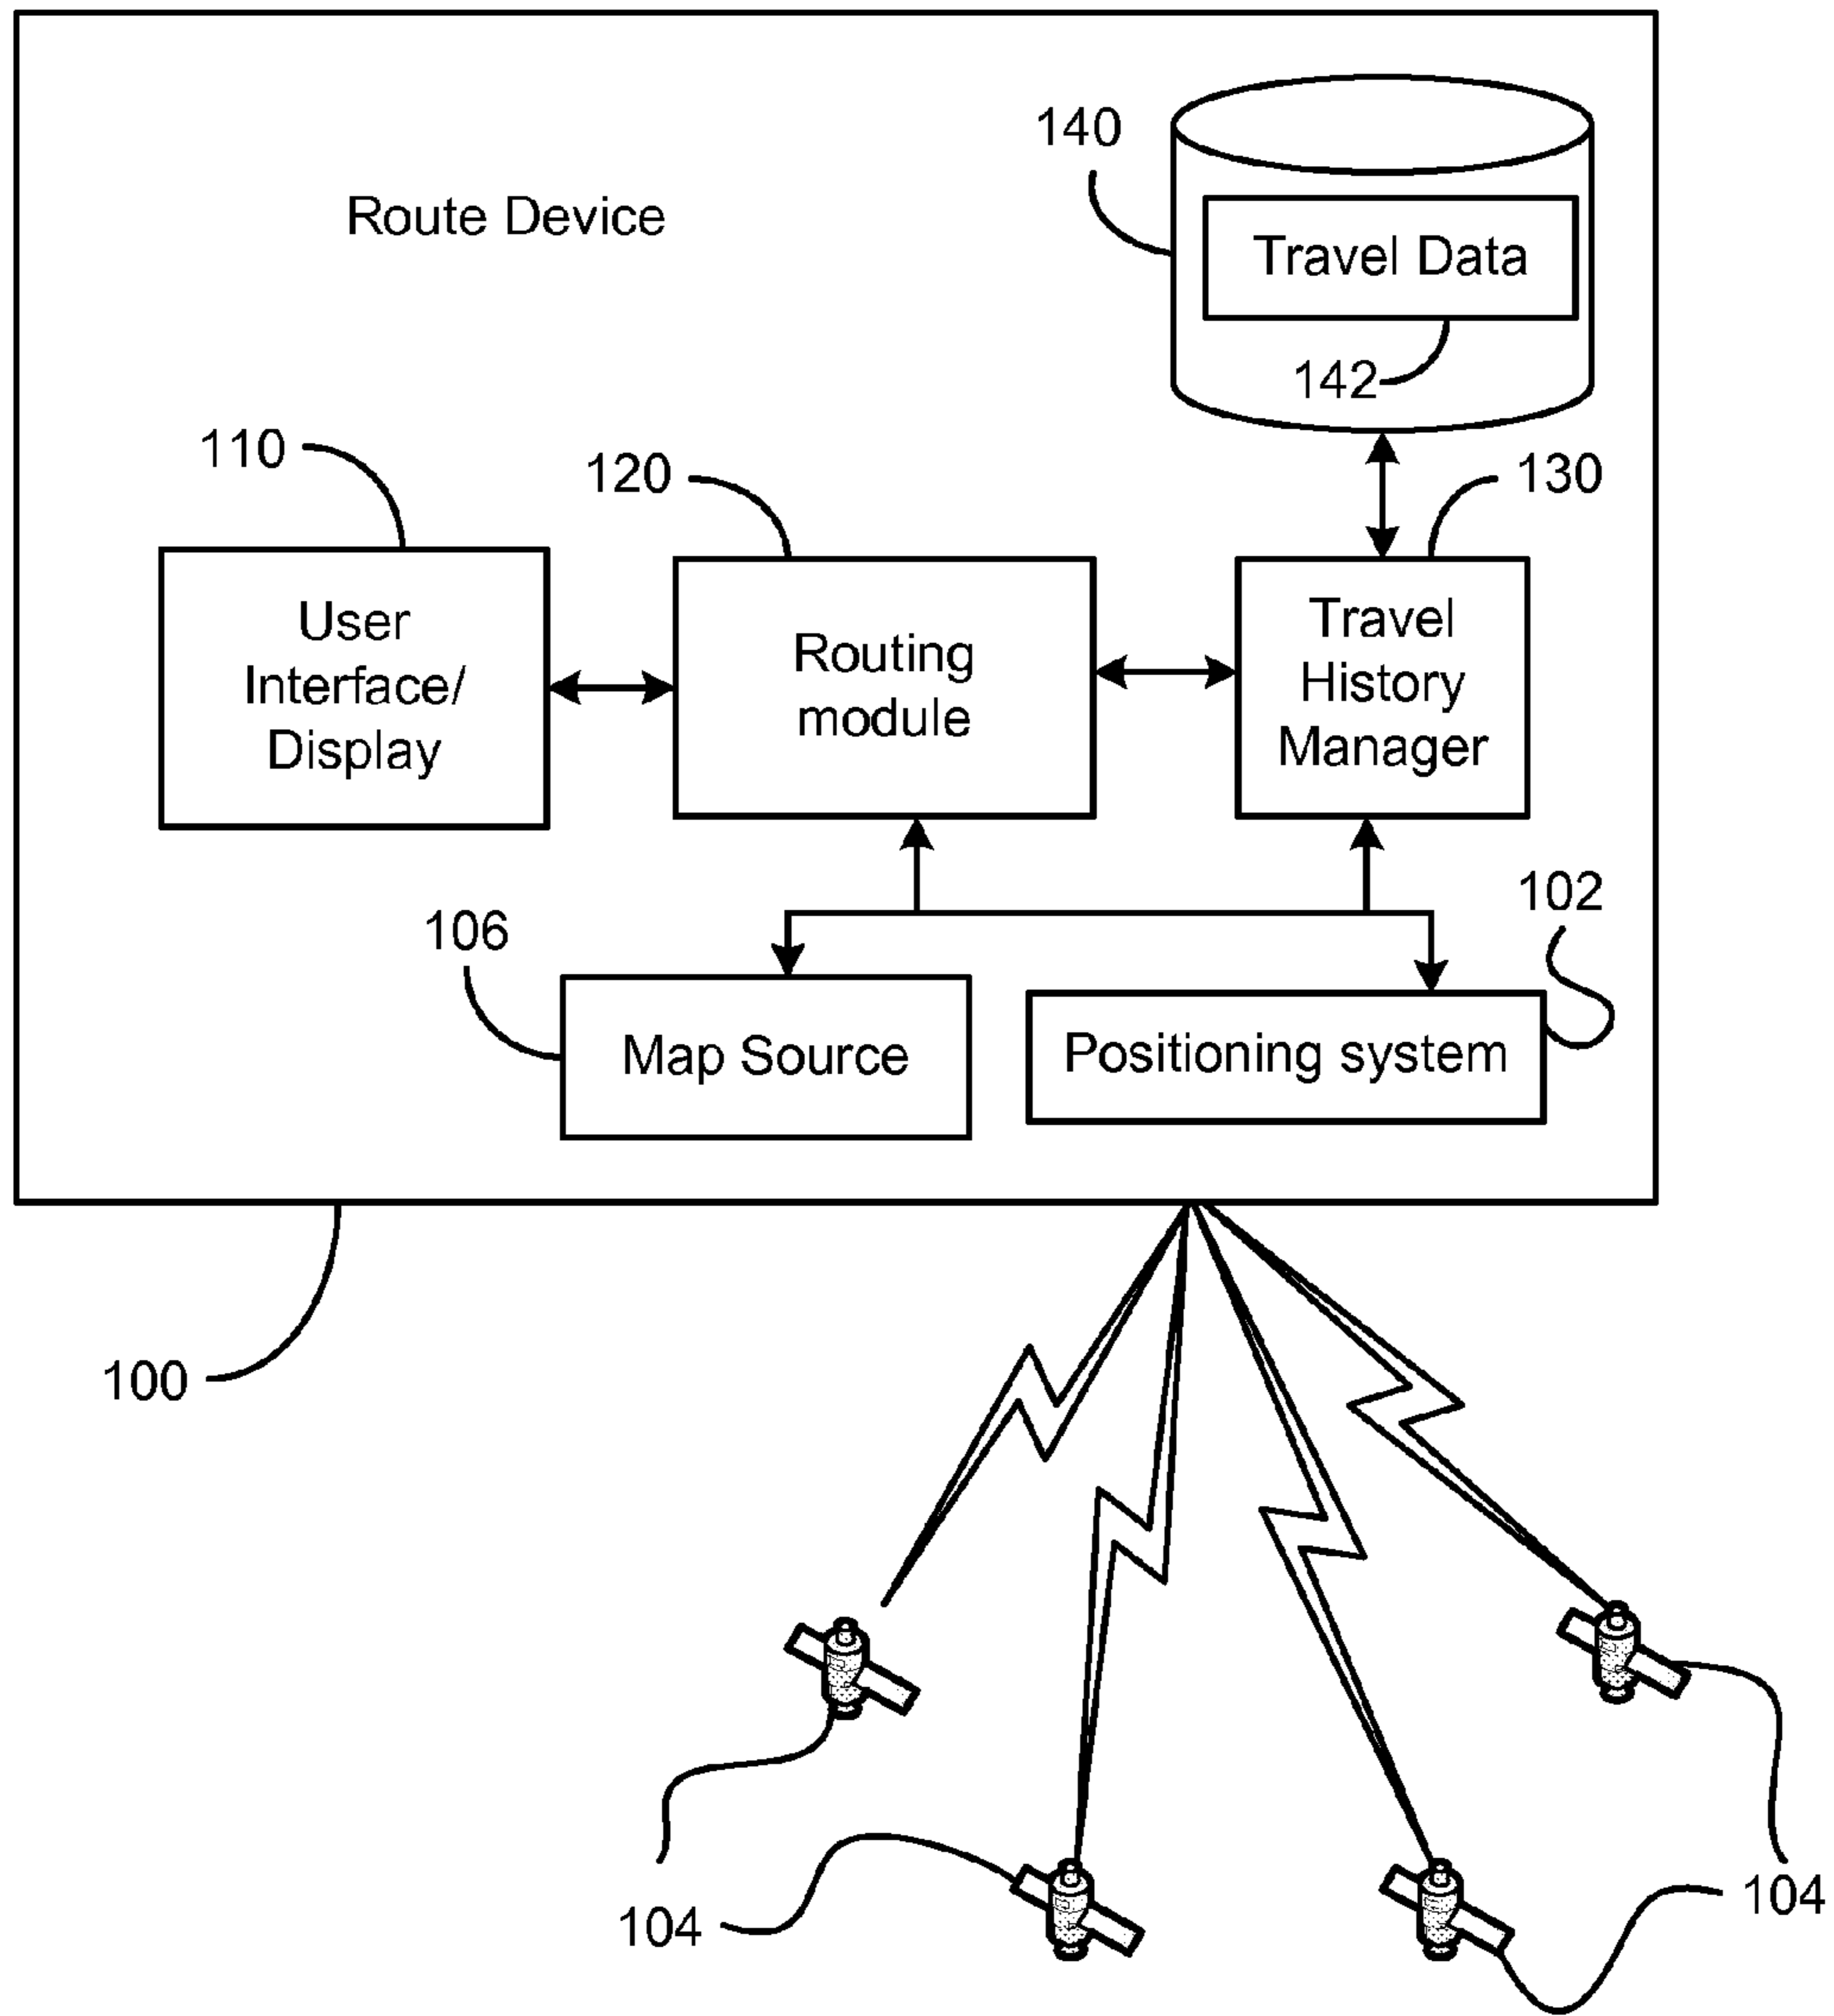 140
Route Device
Travel Data
142
110
120
130
User
Interface/
Display
Routing
module
Travel
History
Manager
102
106
Map Source
Positioning system
100
104
104